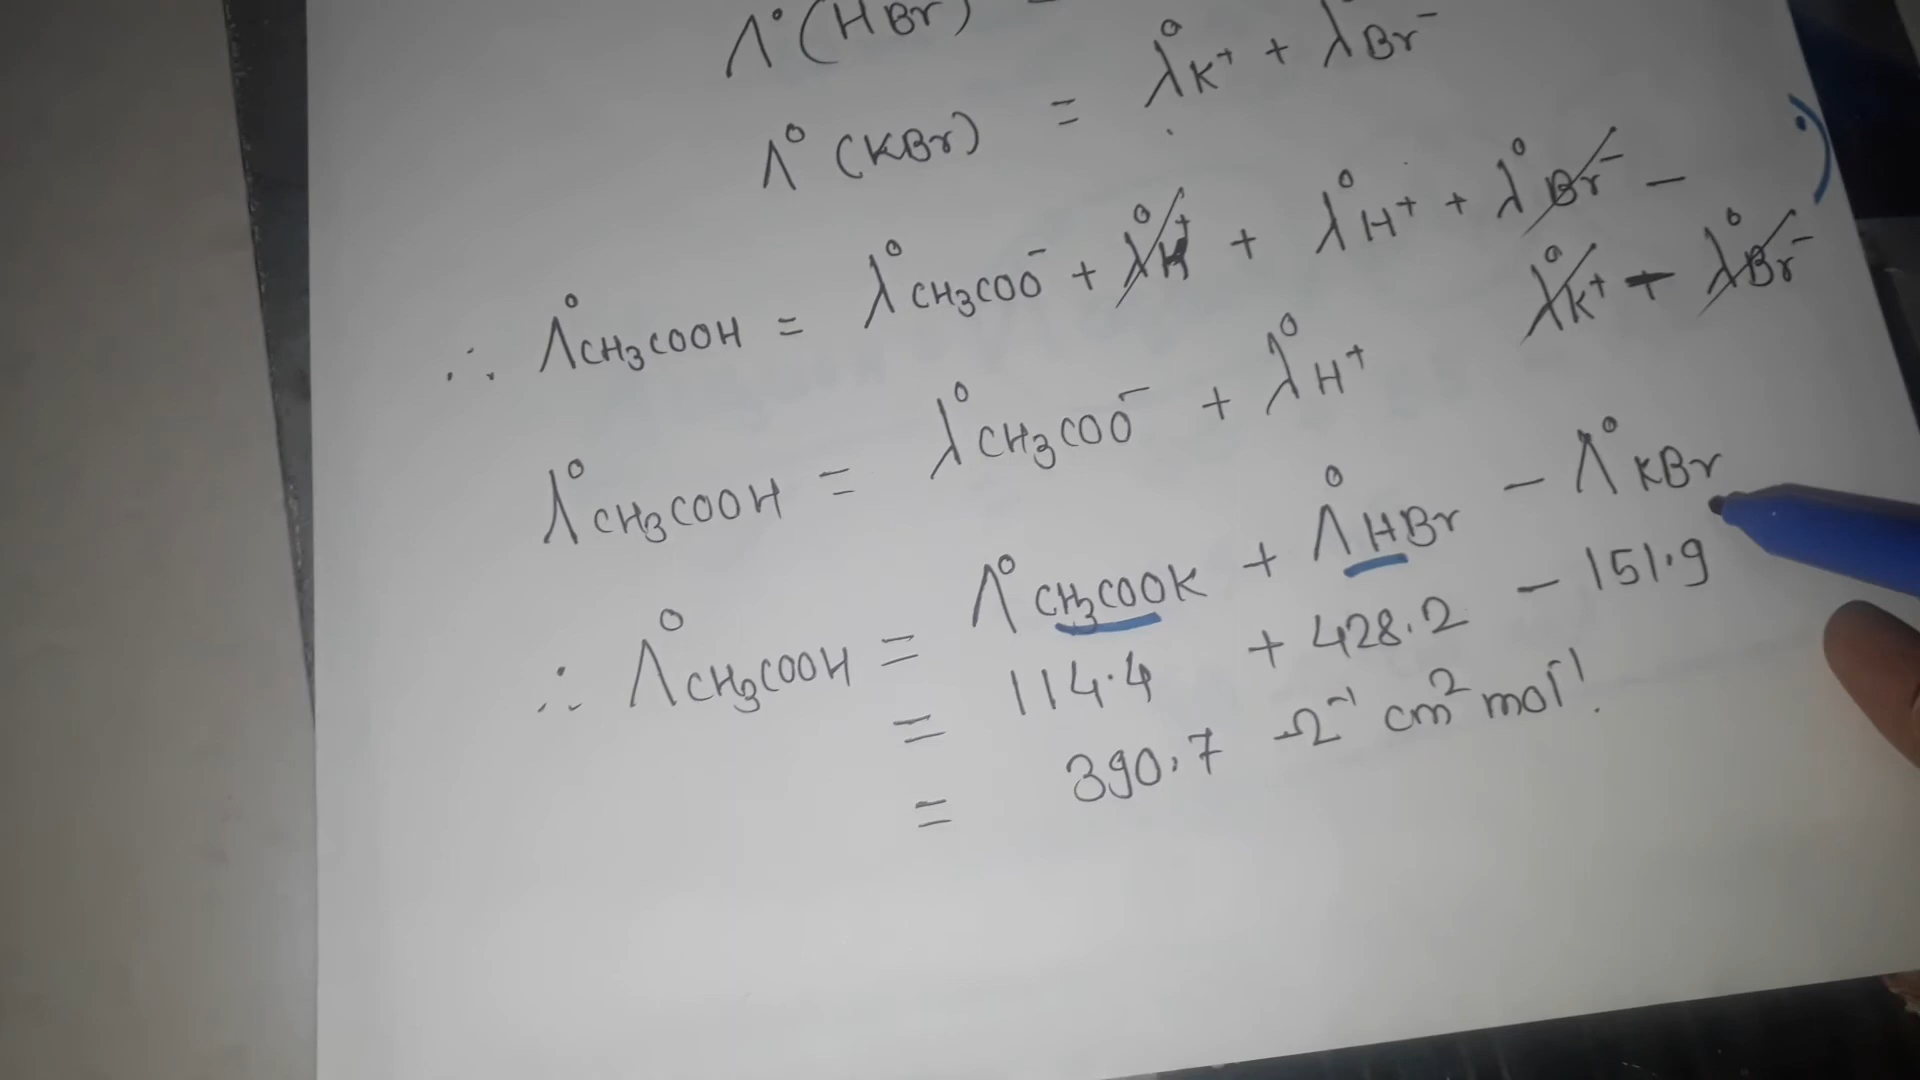 Λ°(HBr)
Λ° (KBr) = λ°K⁺ + λ°Br⁻
∴ Λ°CH₃COOH = λ°CH₃COO⁻ + λ°K⁺ + λ°H⁺ + λ°Br⁻ −
λ°K⁺ − λ°Br⁻
Λ°CH₃COOH = λ°CH₃COO⁻ + λ°H⁺
∴ Λ°CH₃COOH = Λ°CH₃COOK + Λ°HBr − Λ°KBr
= 114.4 + 428.2 − 151.9
= 390.7 Ω⁻¹ cm² mol⁻¹.